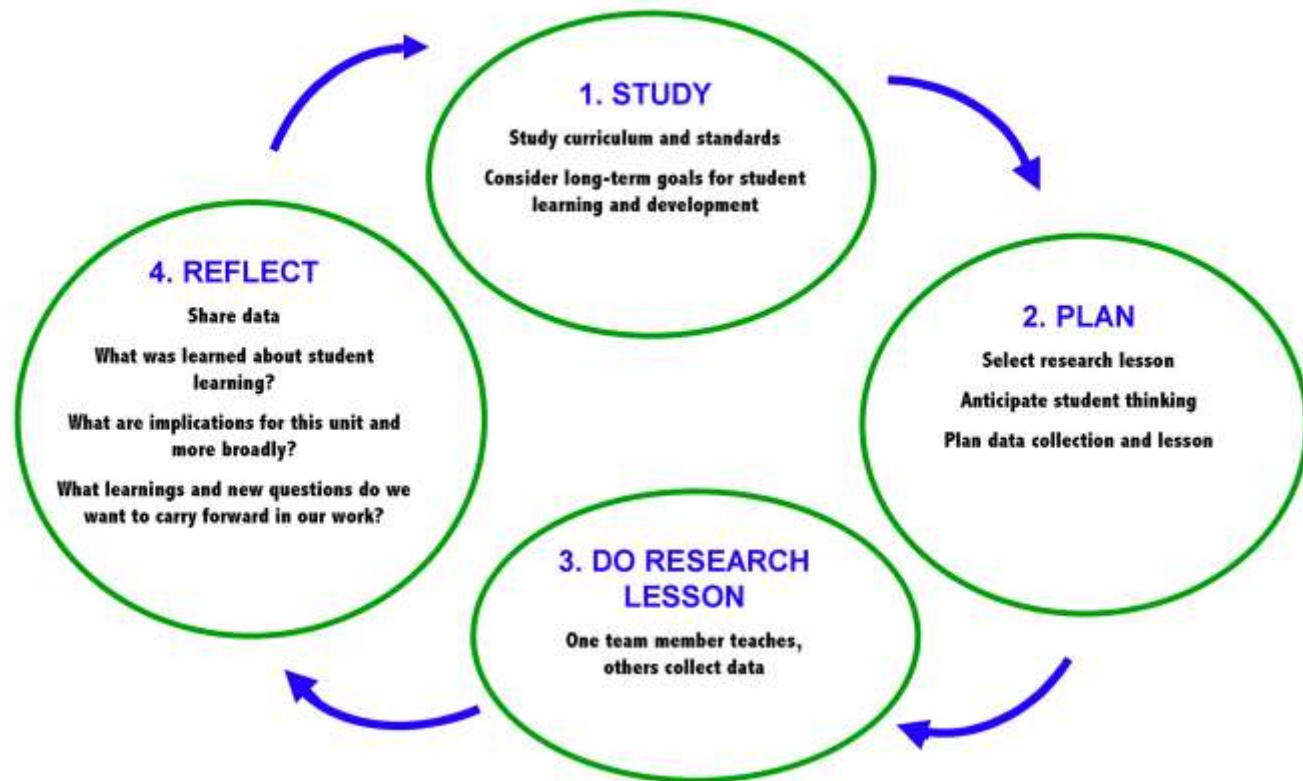 1. STUDY
Study curriculum and standards
Consider long-term goals for student
learning and development
2. PLAN
Select research lesson
Anticipate student thinking
Plan data collection and lesson
3. DO RESEARCH
LESSON
One team member teaches,
others collect data
4. REFLECT
Share data
What was learned about student
learning?
What are implications for this unit and
more broadly?
What learnings and new questions do we
want to carry forward in our work?